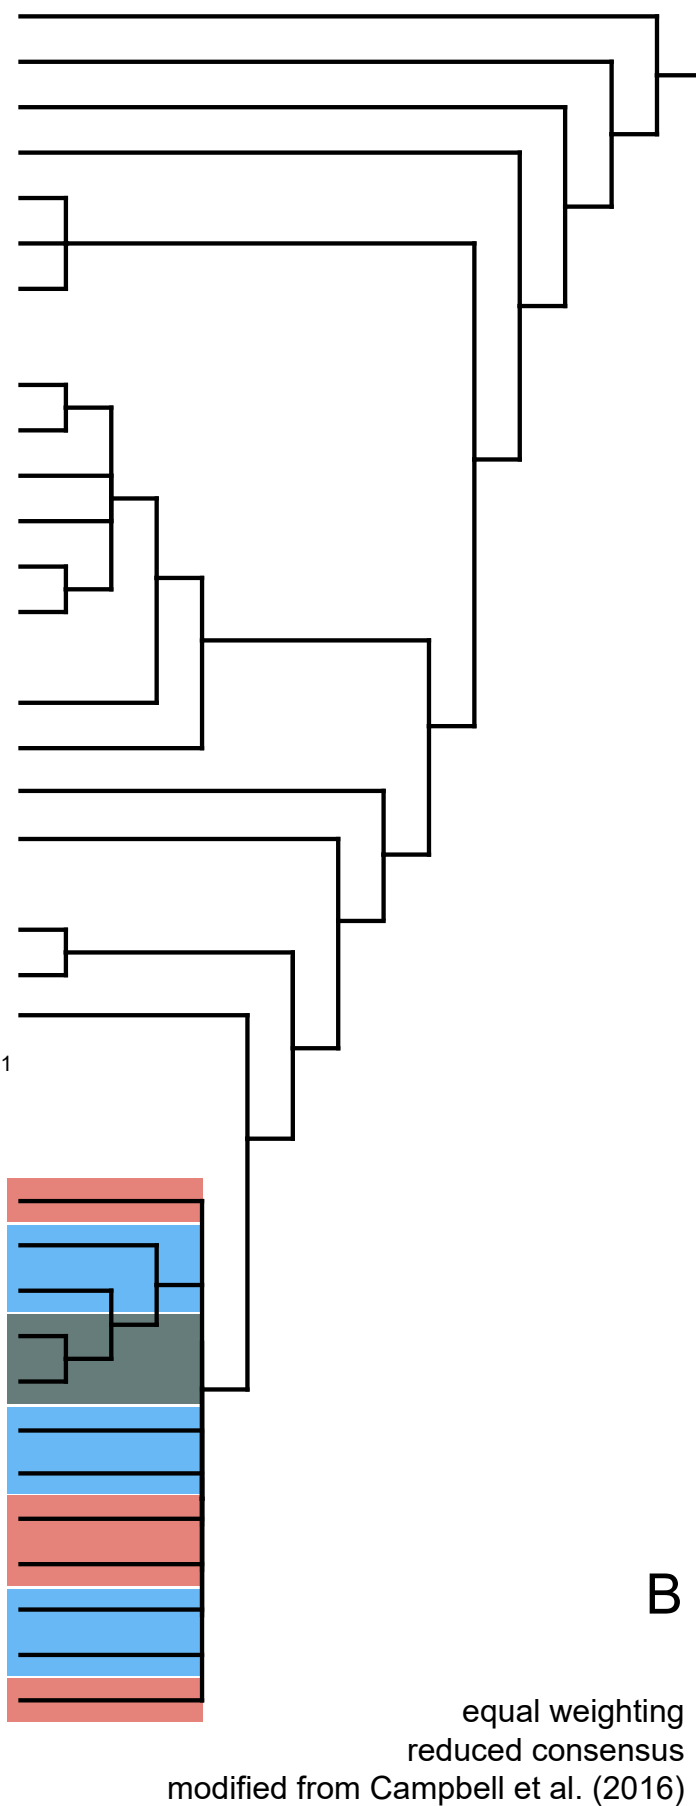 1
B
equal weighting
reduced consensus
modified from Campbell et al. (2016)